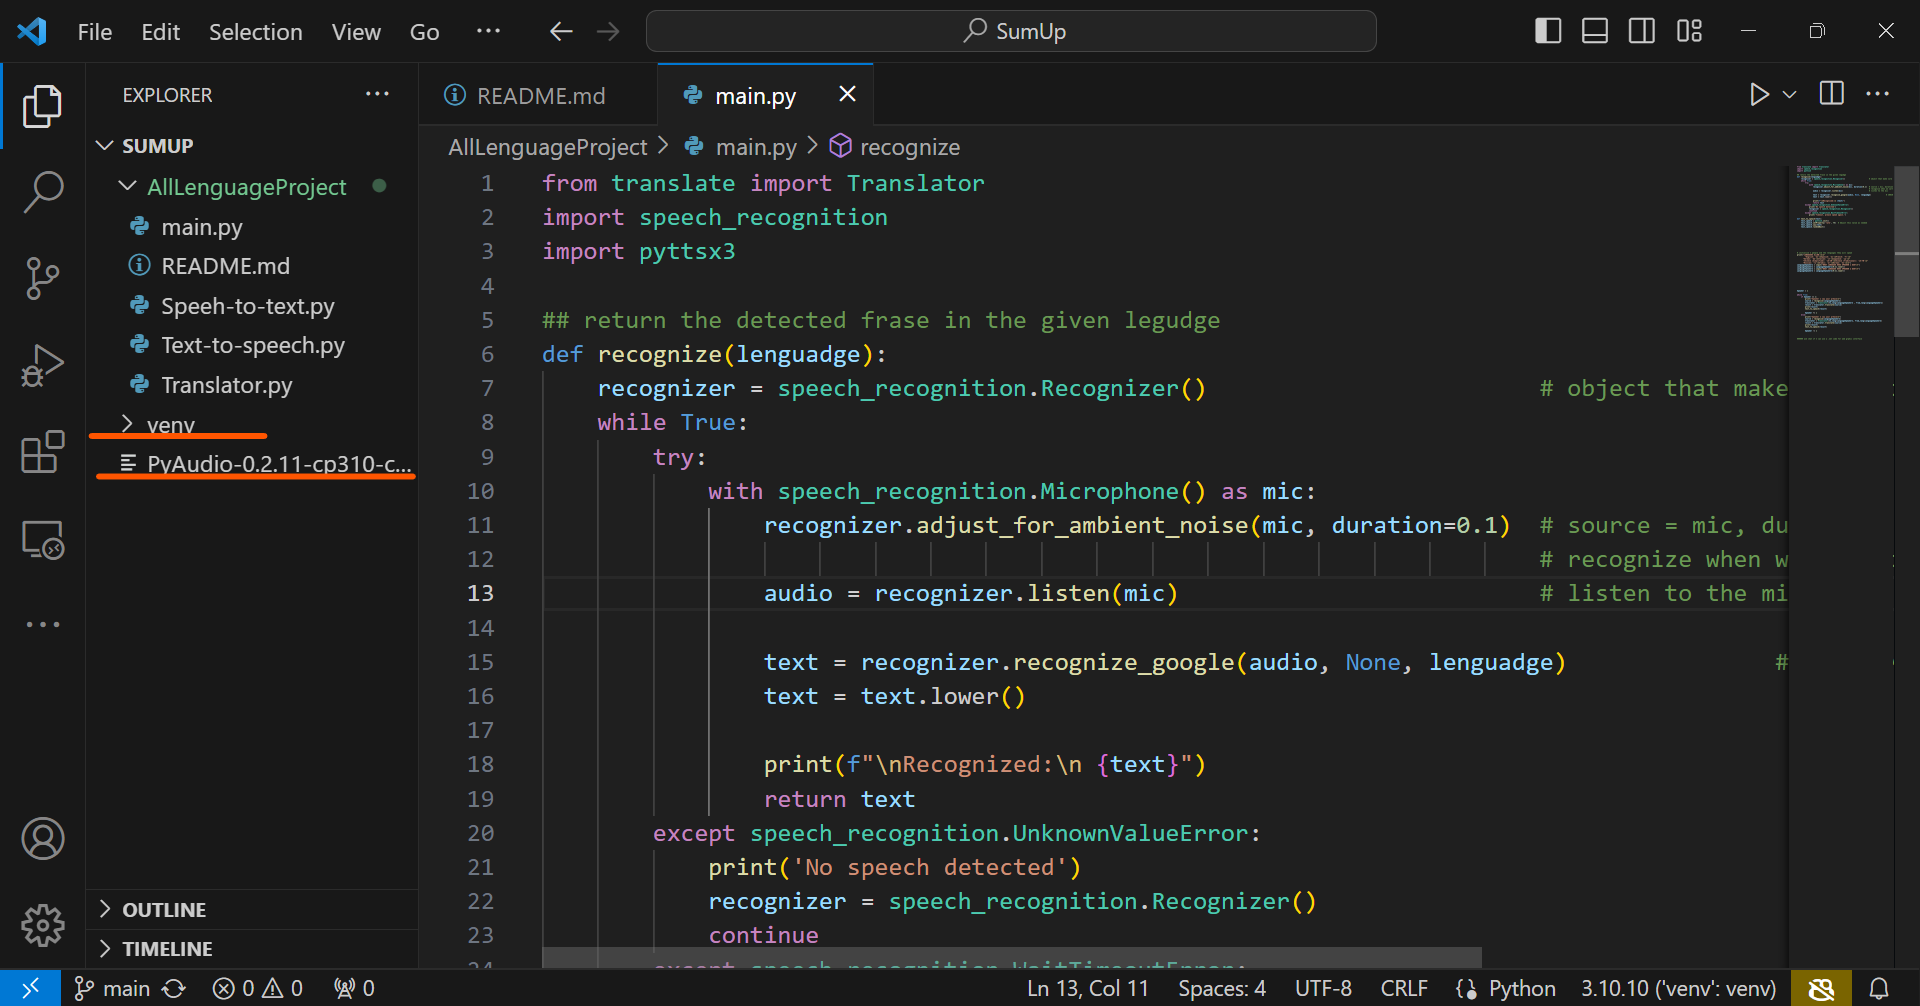 File Edit Selection View Go ··· SumUp
EXPLORER ···
SUMUP
AllLenguageProject
main.py
README.md
Speeh-to-text.py
Text-to-speech.py
Translator.py
venv
PyAudio-0.2.11-cp310-c...
OUTLINE
TIMELINE
README.md main.py
AllLenguageProject > main.py > recognize
1 from translate import Translator
2 import speech_recognition
3 import pyttsx3
4
5 ## return the detected frase in the given legudge
6 def recognize(lenguadge):
7 recognizer = speech_recognition.Recognizer() # object that make
8 while True:
9 try:
10 with speech_recognition.Microphone() as mic:
11 recognizer.adjust_for_ambient_noise(mic, duration=0.1) # source = mic, du
12 # recognize when w
13 audio = recognizer.listen(mic) # listen to the mi
14
15 text = recognizer.recognize_google(audio, None, lenguadge) #
16 text = text.lower()
17
18 print(f"\nRecognized:\n {text}")
19 return text
20 except speech_recognition.UnknownValueError:
21 print('No speech detected')
22 recognizer = speech_recognition.Recognizer()
23 continue
24 except speech_recognition.WaitTimeoutError:
main 0 0 0 Ln 13, Col 11 Spaces: 4 UTF-8 CRLF {} Python 3.10.10 ('venv': venv)